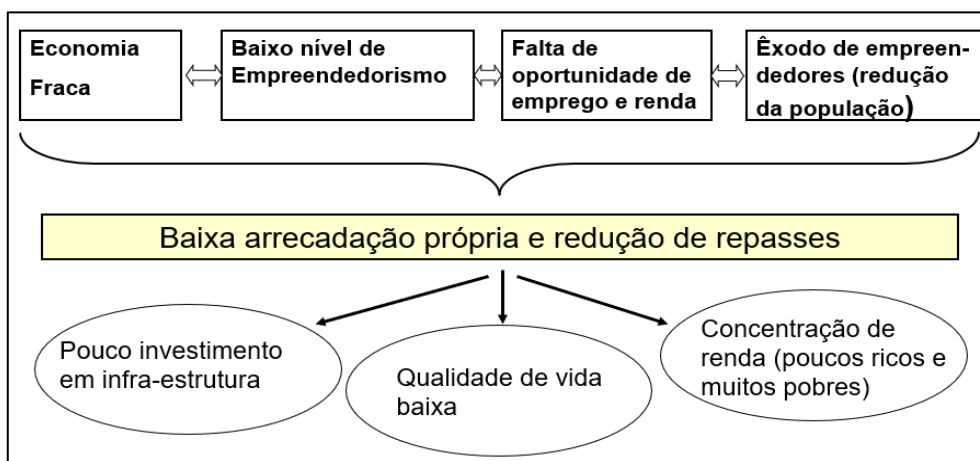 Economia
Fraca
Baixo nível de
Empreendedorismo
Falta de
oportunidade de
emprego e renda
Êxodo de empreen-
dedores (redução
da população)
Baixa arrecadação própria e redução de repasses
Pouco investimento
em infra-estrutura
Qualidade de vida
baixa
Concentração de
renda (poucos ricos e
muitos pobres)